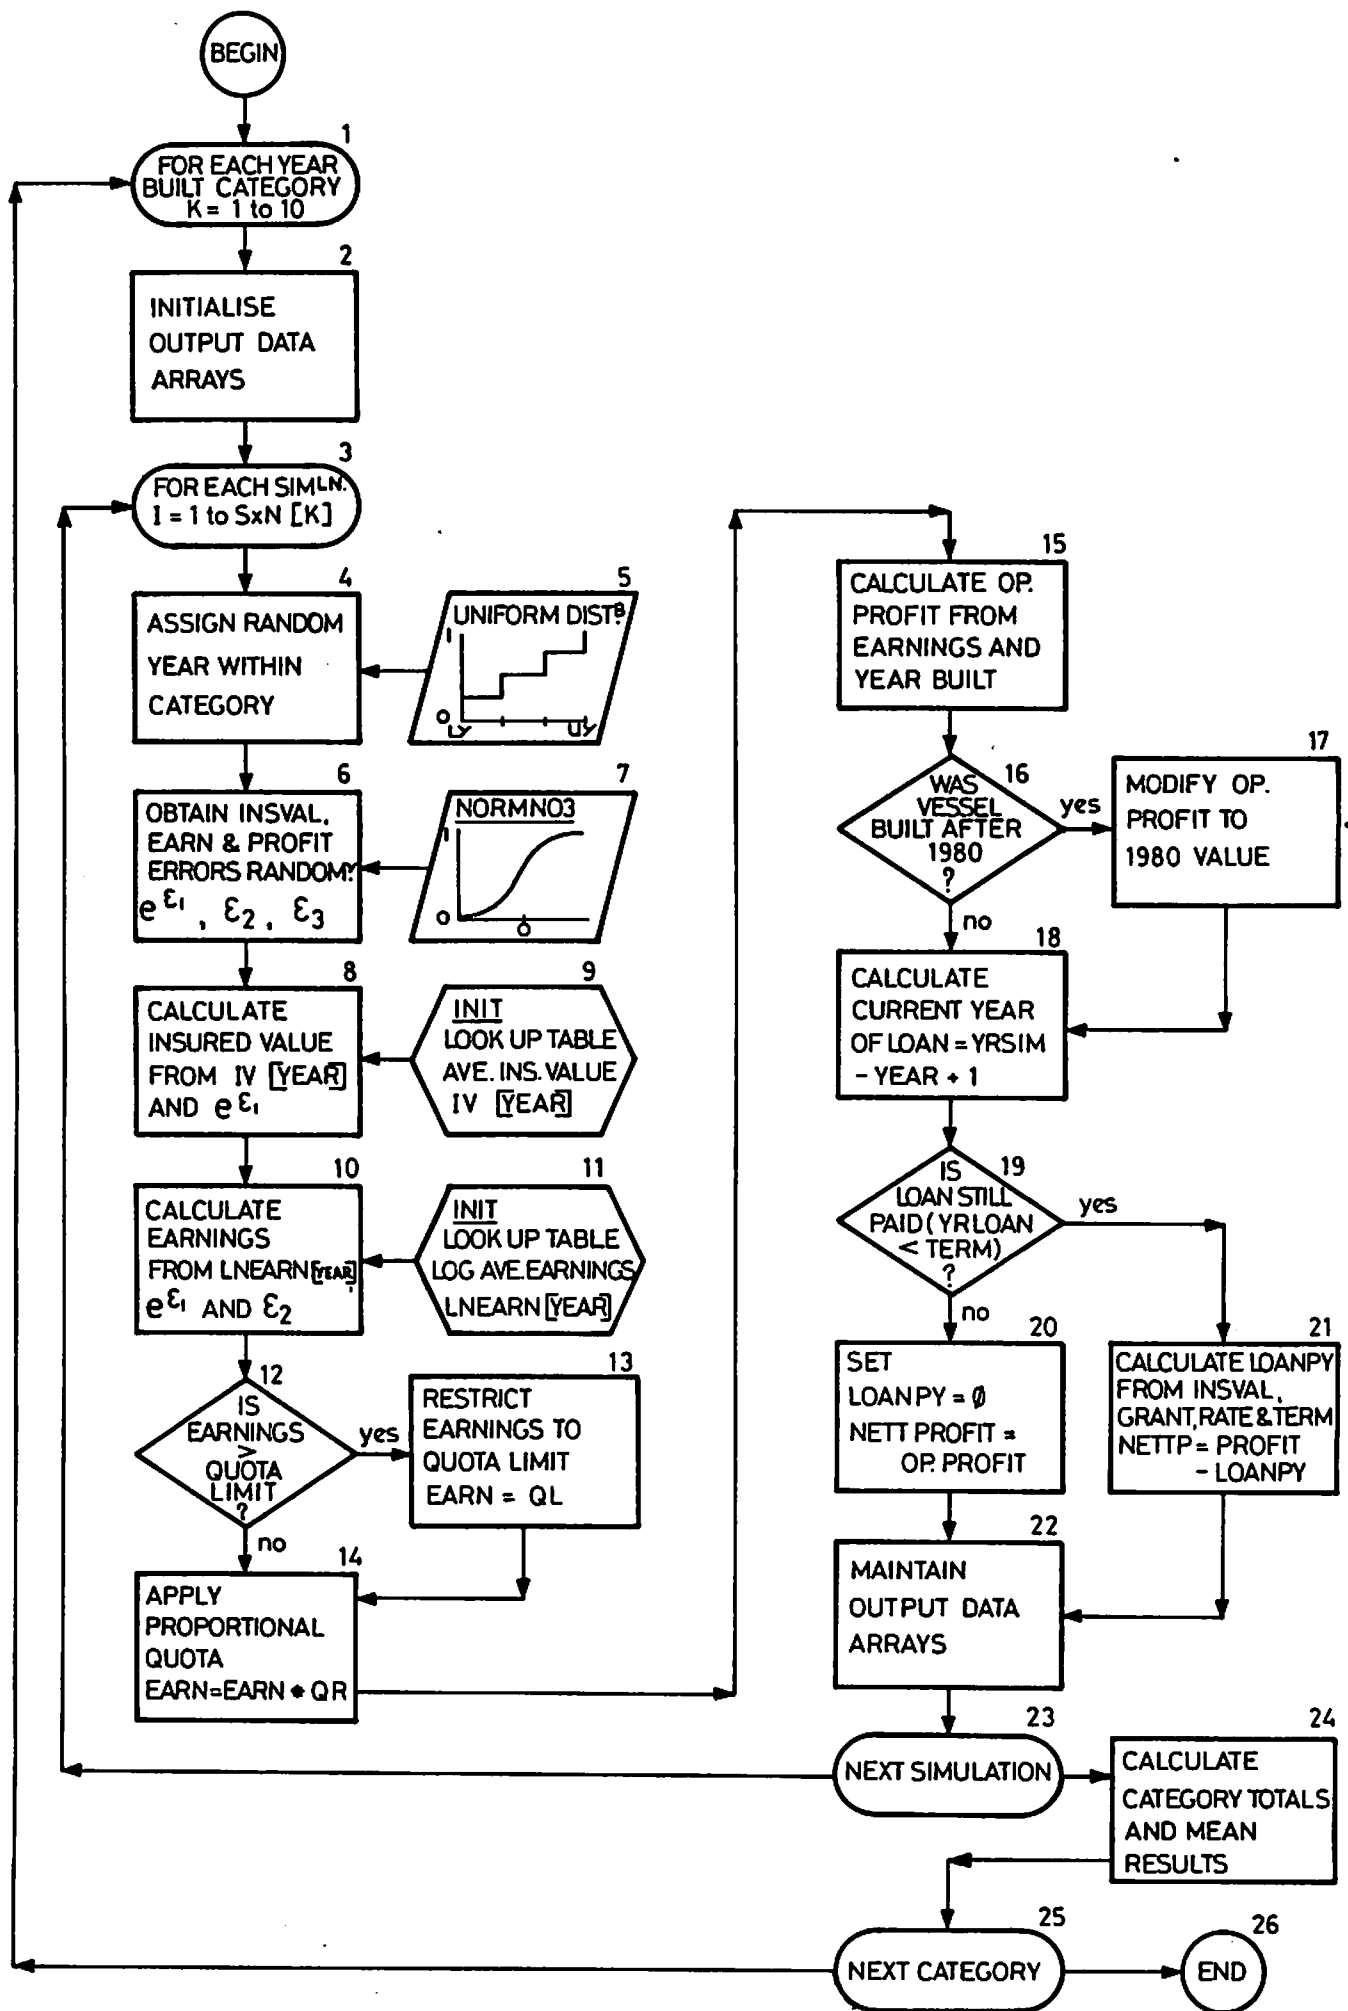 BEGIN
1
FOR EACH YEAR
BUILT CATEGORY
K = 1 to 10
2
INITIALISE
OUTPUT DATA
ARRAYS
3
FOR EACH SIMLN.
I = 1 to S×N [K]
4
ASSIGN RANDOM
YEAR WITHIN
CATEGORY
5
UNIFORM DISTB.
1
0
LY
UY
6
OBTAIN INSVAL,
EARN & PROFIT
ERRORS RANDOMY.
e^ε1 , ε2 , ε3
7
NORMNO3
1
0
0
8
CALCULATE
INSURED VALUE
FROM IV [YEAR]
AND e^ε1
9
INIT
LOOK UP TABLE
AVE. INS. VALUE
IV [YEAR]
10
CALCULATE
EARNINGS
FROM LNEARN[YEAR],
e^ε1 AND ε2
11
INIT
LOOK UP TABLE
LOG AVE. EARNINGS
LNEARN [YEAR]
12
IS
EARNINGS
>
QUOTA
LIMIT
?
yes
no
13
RESTRICT
EARNINGS TO
QUOTA LIMIT
EARN = QL
14
APPLY
PROPORTIONAL
QUOTA
EARN=EARN * QR
15
CALCULATE OP.
PROFIT FROM
EARNINGS AND
YEAR BUILT
16
WAS
VESSEL
BUILT AFTER
1980
?
yes
no
17
MODIFY OP.
PROFIT TO
1980 VALUE
18
CALCULATE
CURRENT YEAR
OF LOAN = YRSIM
- YEAR + 1
19
IS
LOAN STILL
PAID (YRLOAN
< TERM)
?
yes
no
20
SET
LOANPY = Ø
NETT PROFIT =
OP. PROFIT
21
CALCULATE LOANPY
FROM INSVAL,
GRANT, RATE & TERM
NETTP = PROFIT
- LOANPY
22
MAINTAIN
OUTPUT DATA
ARRAYS
23
NEXT SIMULATION
24
CALCULATE
CATEGORY TOTALS
AND MEAN
RESULTS
25
NEXT CATEGORY
26
END